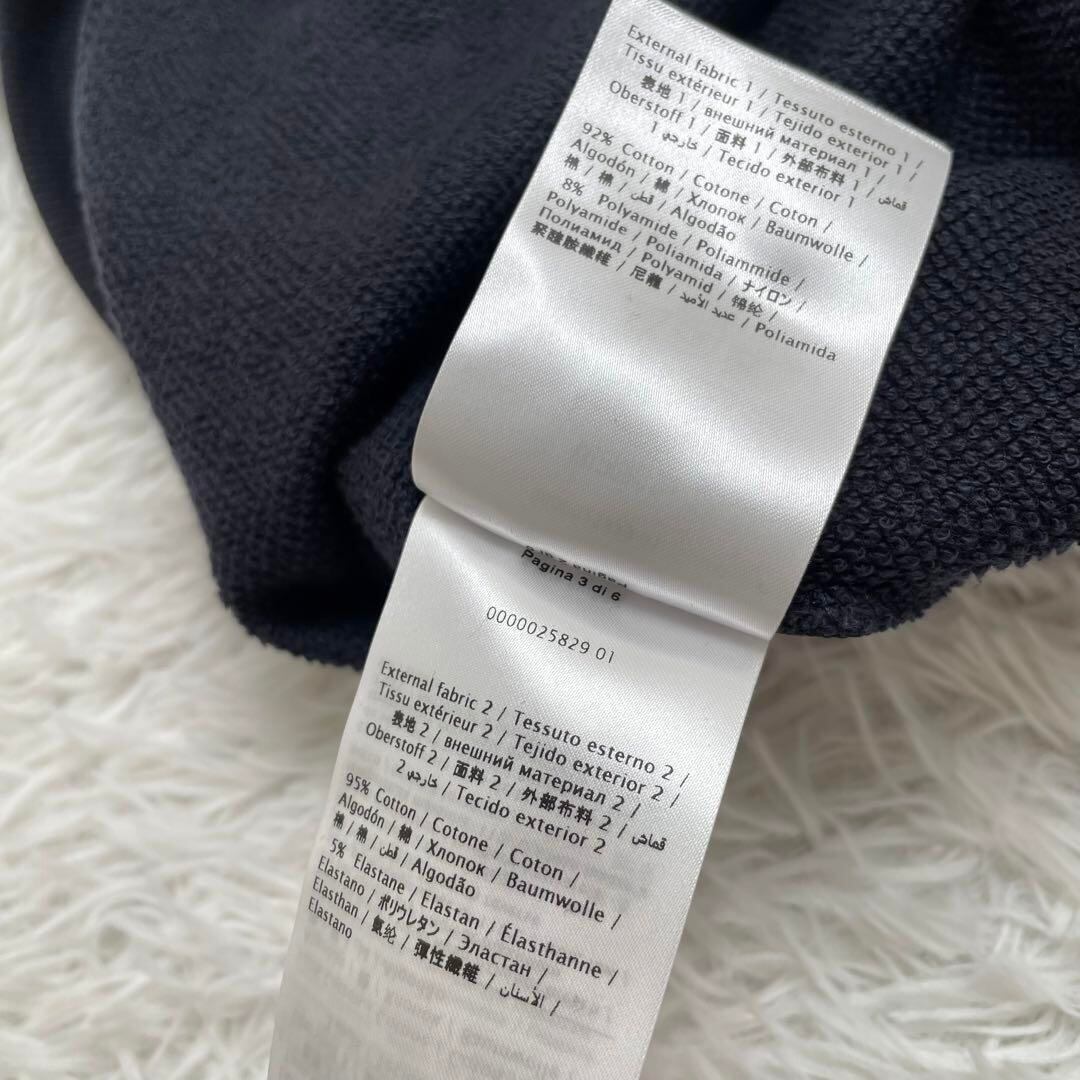 External fabric 1 / Tessuto esterno 1 /
Tissu extérieur 1 / Tejido exterior 1 /
表地 1 / внешний материал 1 /
Oberstoff 1 / 面料 1 / 外部布料 1 / قماش
خارجي 1 / Tecido exterior 1
92% Cotton / Cotone / Coton /
Algodón / 綿 / Хлопок / Baumwolle /
棉 / 棉 / قطن / Algodão
8% Polyamide / Poliammide /
Polyamide / Poliamida / ナイロン /
Полиамид / Polyamid / 锦纶 /
聚醯胺纖維 / 尼龍 / عديد الأميد / Poliamida
Pagina 3 di 6
0000025829 01
External fabric 2 / Tessuto esterno 2 /
Tissu extérieur 2 / Tejido exterior 2 /
表地 2 / внешний материал 2 /
Oberstoff 2 / 面料 2 / 外部布料 2 / قماش
خارجي 2 / Tecido exterior 2
95% Cotton / Cotone / Coton /
Algodón / 綿 / Хлопок / Baumwolle /
棉 / 棉 / قطن / Algodão
5% Elastane / Elastan / Élasthanne /
Elastano / ポリウレタン / Эластан /
Elasthan / 氨纶 / 彈性纖維 / الأستان /
Elastano